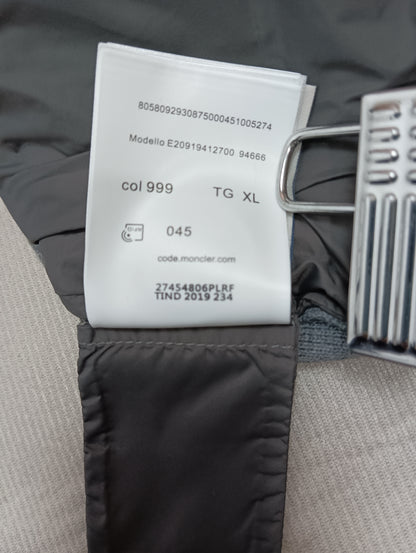 8058092930875000451005274
Modello E20919412700 94666
col 999 TG XL
045
code.moncler.com
27454806PLRF
TIND 2019 234